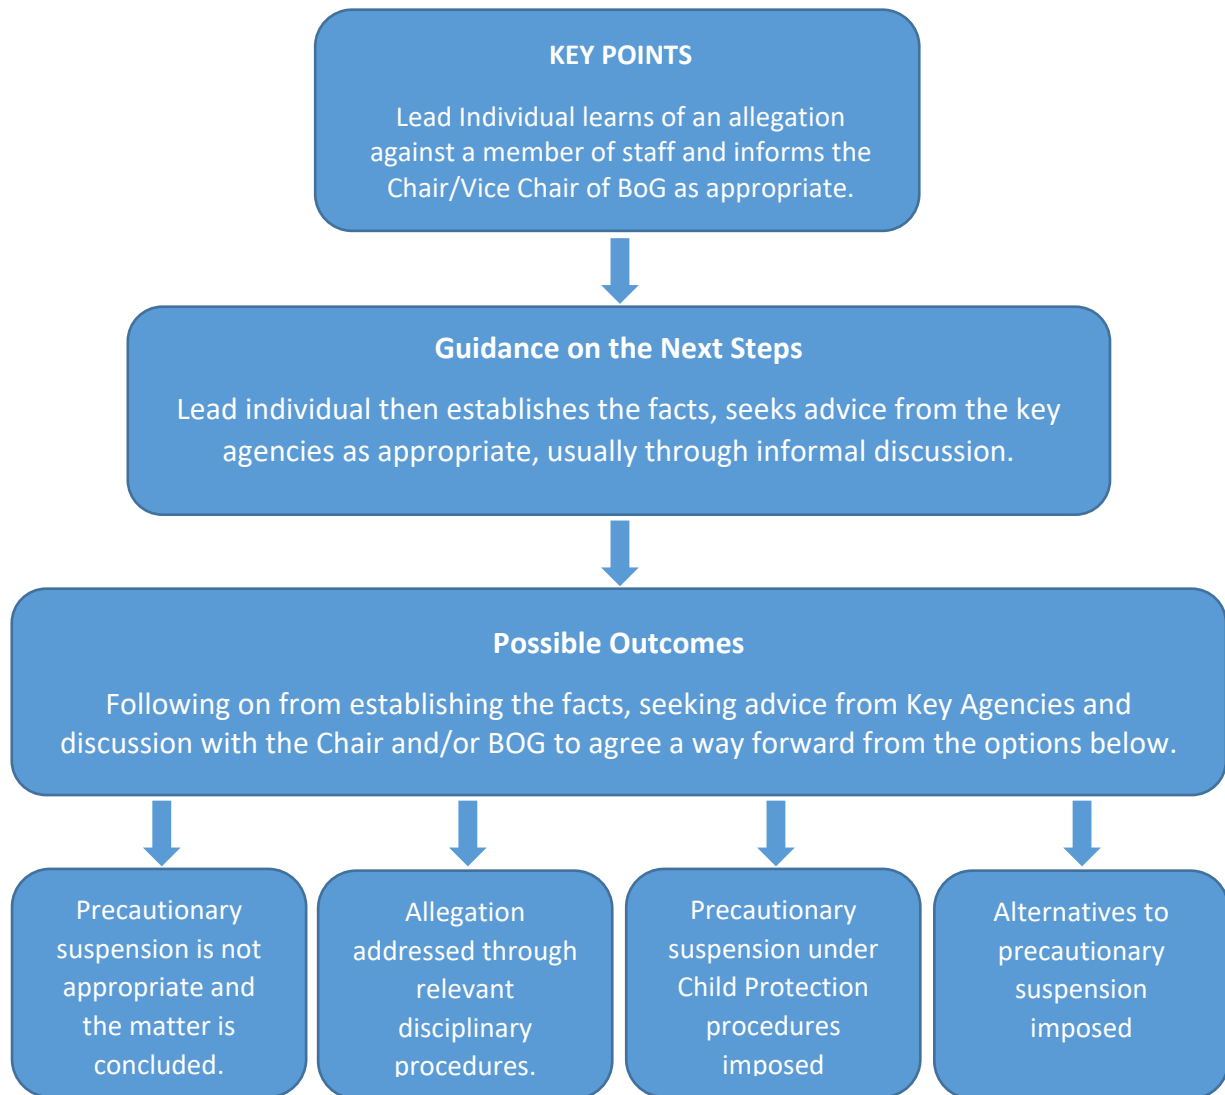 KEY POINTS
Lead Individual learns of an allegation
against a member of staff and informs the
Chair/Vice Chair of BoG as appropriate.
Guidance on the Next Steps
Lead individual then establishes the facts, seeks advice from the key
agencies as appropriate, usually through informal discussion.
Possible Outcomes
Following on from establishing the facts, seeking advice from Key Agencies and
discussion with the Chair and/or BOG to agree a way forward from the options below.
Precautionary
suspension is not
appropriate and
the matter is
concluded.
Allegation
addressed through
relevant
disciplinary
procedures.
Precautionary
suspension under
Child Protection
procedures
imposed
Alternatives to
precautionary
suspension
imposed